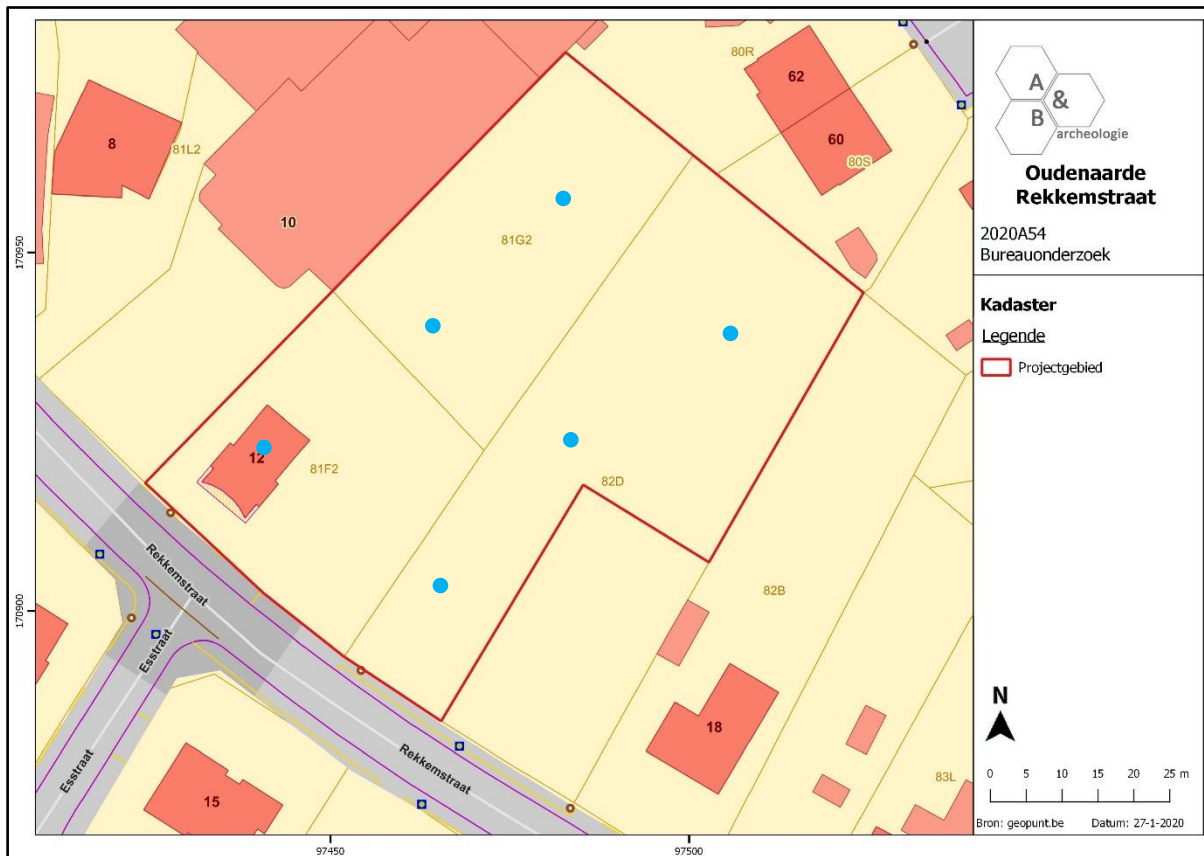 80R
62
60
80S
8
81L2
10
81G2
12
81F2
82D
82B
18
83L
15
Rekkemstraat
Esstraat
Esstraat
Rekkemstraat
170950
170900
97450
97500
A
&
B
archeologie
Oudenaarde
Rekkemstraat
2020A54
Bureauonderzoek
Kadaster
Legende
Projectgebied
N
0 5 10 15 20 25 m
Bron: geopunt.be Datum: 27-1-2020